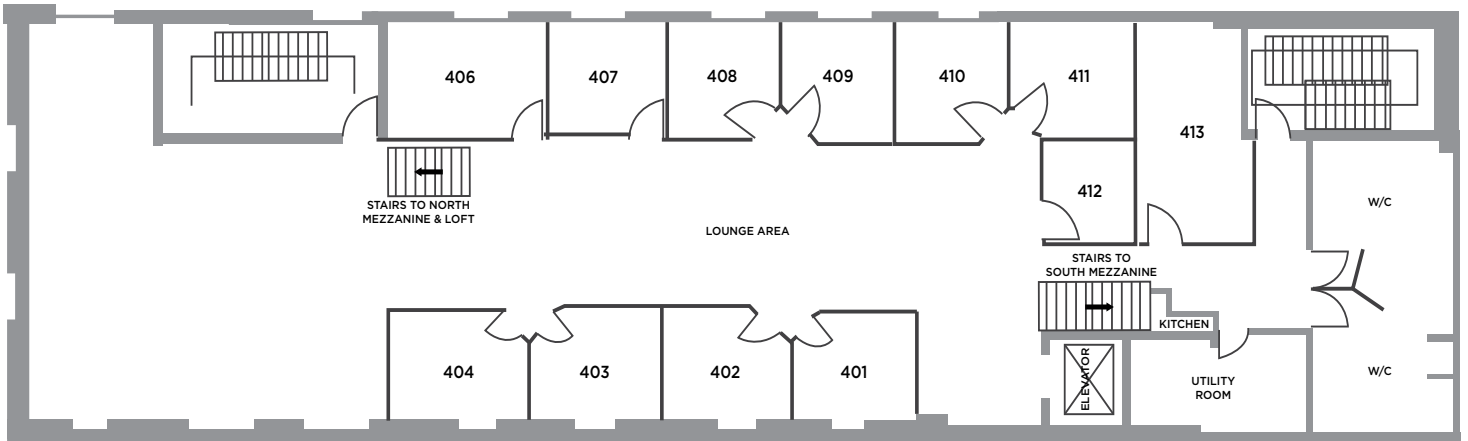 406
407
408
409
410
411
413
412
STAIRS TO NORTH
MEZZANINE & LOFT
W/C
LOUNGE AREA
STAIRS TO
SOUTH MEZZANINE
KITCHEN
404
403
402
401
ELEVATOR
UTILITY
ROOM
W/C